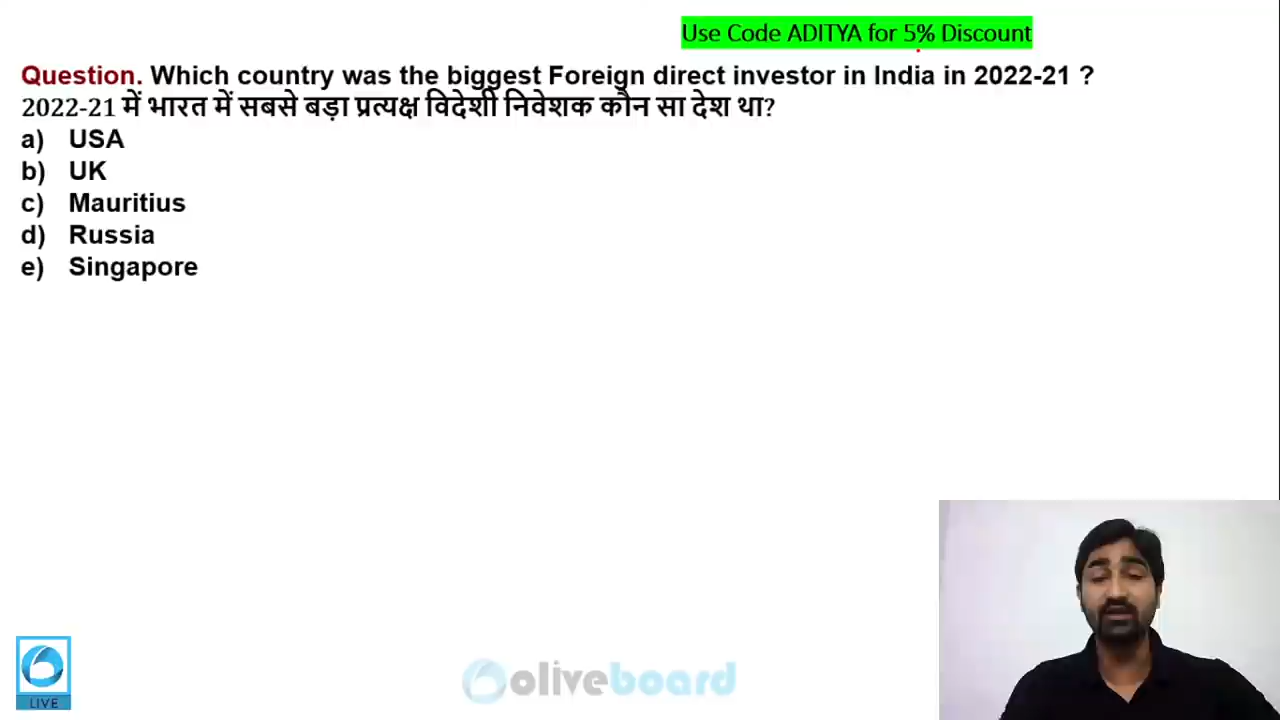 Use Code ADITYA for 5% Discount
Question. Which country was the biggest Foreign direct investor in India in 2022-21 ?
2022-21 में भारत में सबसे बड़ा प्रत्यक्ष विदेशी निवेशक कौन सा देश था?
a) USA
b) UK
c) Mauritius
d) Russia
e) Singapore
LIVE
oliveboard